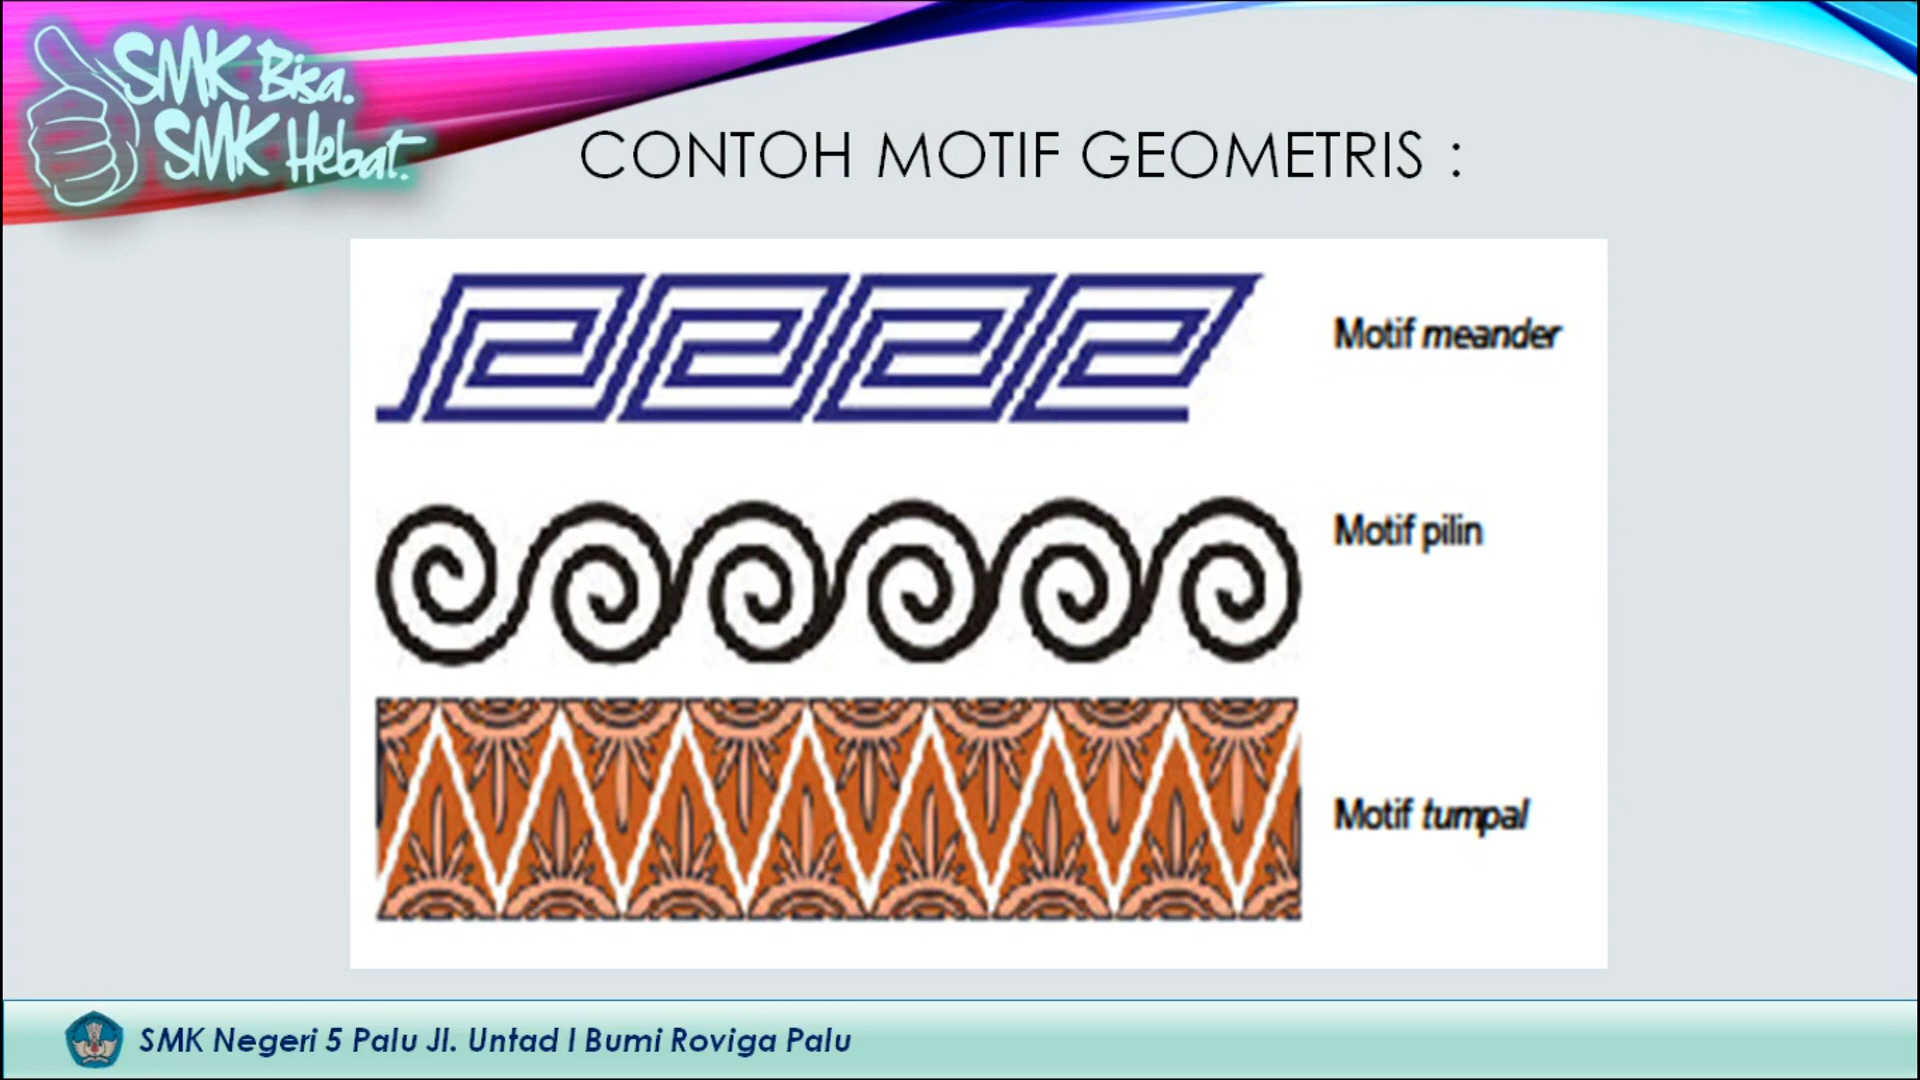 SMK Bisa.
SMK Hebat.
CONTOH MOTIF GEOMETRIS :
Motif meander
Motif pilin
Motif tumpal
SMK Negeri 5 Palu Jl. Untad I Bumi Roviga Palu